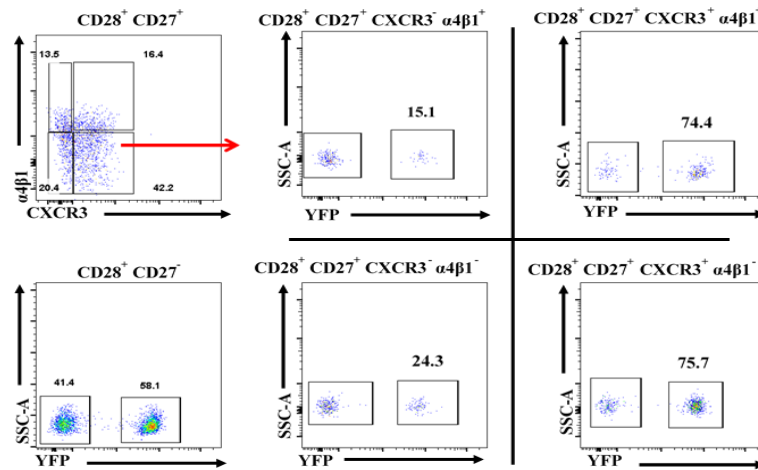 CD28⁺ CD27⁺
13.5
16.4
20.4
42.2
α4β1
CXCR3
CD28⁺ CD27⁺ CXCR3⁻ α4β1⁺
15.1
SSC-A
YFP
CD28⁺ CD27⁺ CXCR3⁺ α4β1⁺
74.4
SSC-A
YFP
CD28⁺ CD27⁻
41.4
58.1
SSC-A
YFP
CD28⁺ CD27⁺ CXCR3⁻ α4β1⁻
24.3
SSC-A
YFP
CD28⁺ CD27⁺ CXCR3⁺ α4β1⁻
75.7
SSC-A
YFP